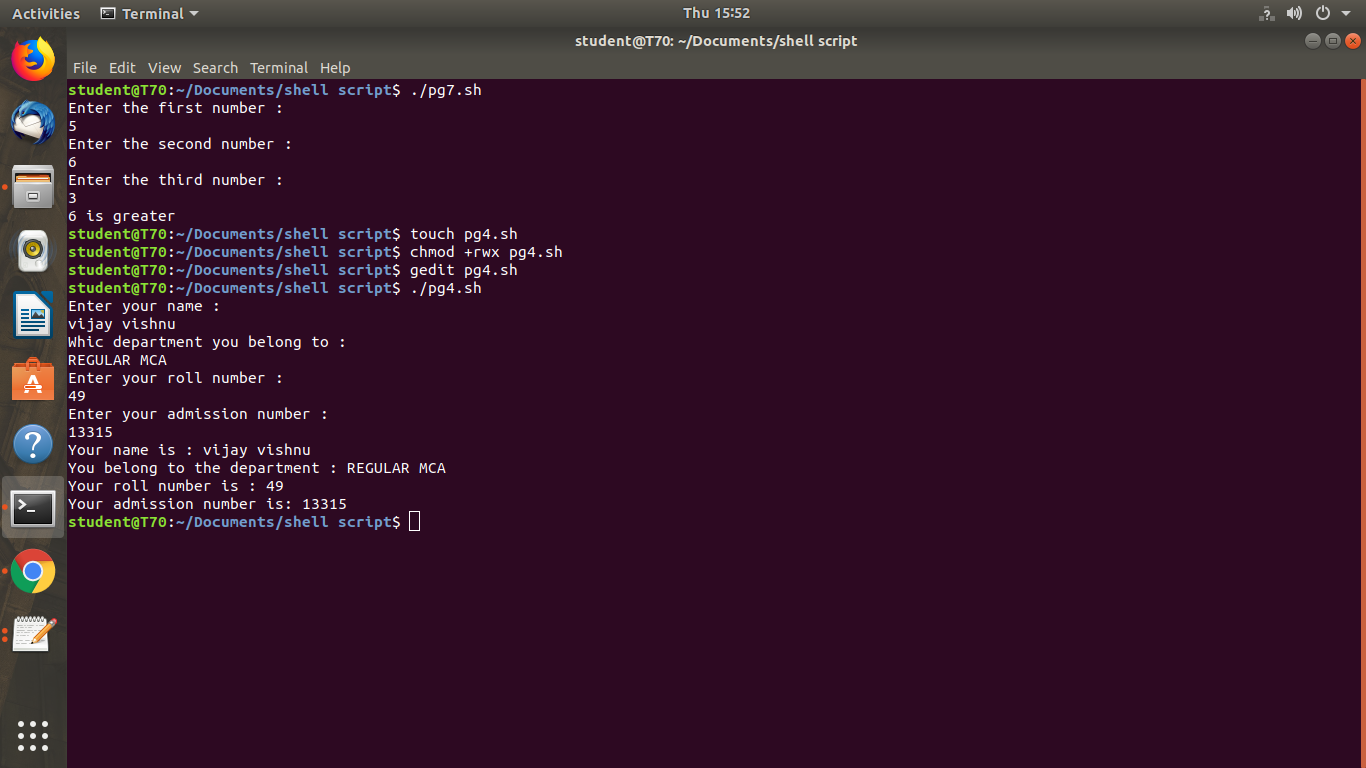 Activities Terminal Thu 15:52
student@T70: ~/Documents/shell script
File Edit View Search Terminal Help
student@T70:~/Documents/shell script$ ./pg7.sh
Enter the first number :
5
Enter the second number :
6
Enter the third number :
3
6 is greater
student@T70:~/Documents/shell script$ touch pg4.sh
student@T70:~/Documents/shell script$ chmod +rwx pg4.sh
student@T70:~/Documents/shell script$ gedit pg4.sh
student@T70:~/Documents/shell script$ ./pg4.sh
Enter your name :
vijay vishnu
Whic department you belong to :
REGULAR MCA
Enter your roll number :
49
Enter your admission number :
13315
Your name is : vijay vishnu
You belong to the department : REGULAR MCA
Your roll number is : 49
Your admission number is: 13315
student@T70:~/Documents/shell script$